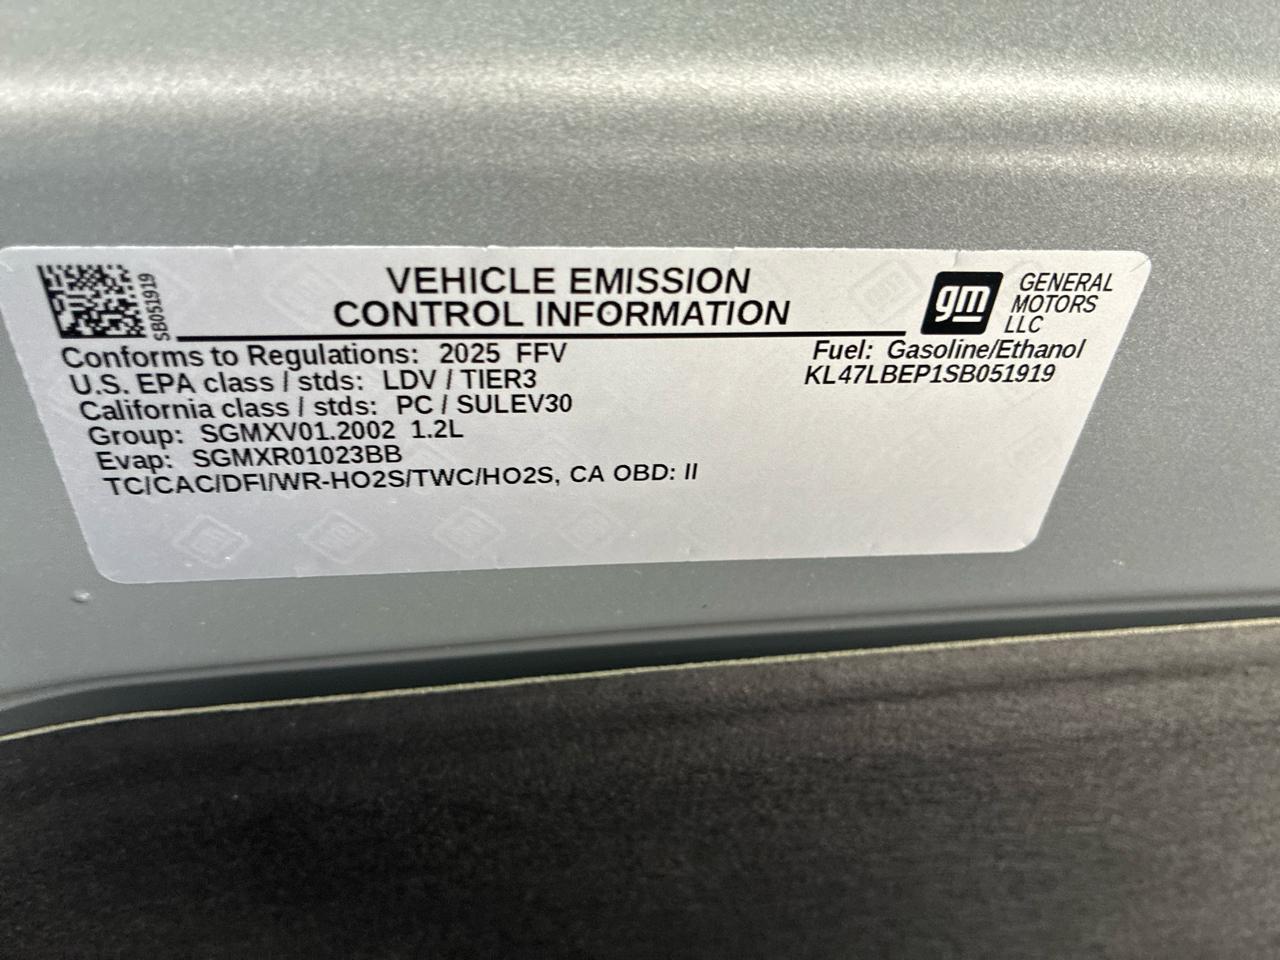 SB051919
VEHICLE EMISSION
CONTROL INFORMATION
gm
GENERAL
MOTORS
LLC
Conforms to Regulations: 2025 FFV
U.S. EPA class / stds: LDV / TIER3
California class / stds: PC / SULEV30
Group: SGMXV01.2002 1.2L
Evap: SGMXR01023BB
TC/CAC/DFI/WR-HO2S/TWC/HO2S, CA OBD: II
Fuel: Gasoline/Ethanol
KL47LBEP1SB051919